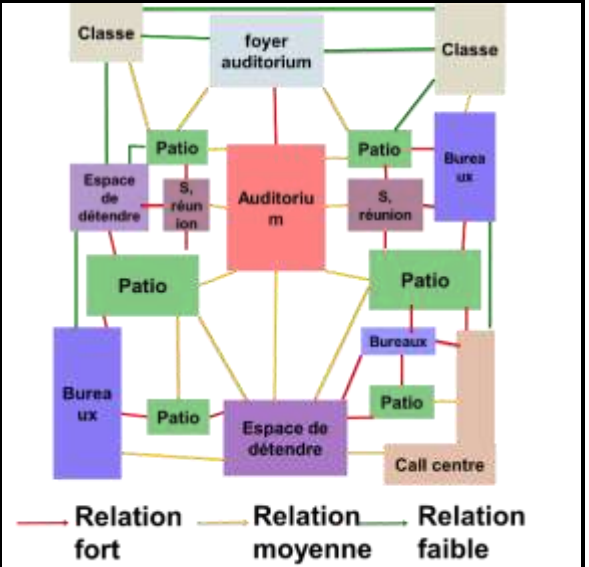 Classe
foyer
auditorium
Classe
Patio
Patio
Burea
ux
Espace
de
détendre
S,
réun
ion
Auditoriu
m
S,
réunion
Patio
Patio
Bureaux
Burea
ux
Patio
Patio
Espace de
détendre
Call centre
Relation
fort
Relation
moyenne
Relation
faible